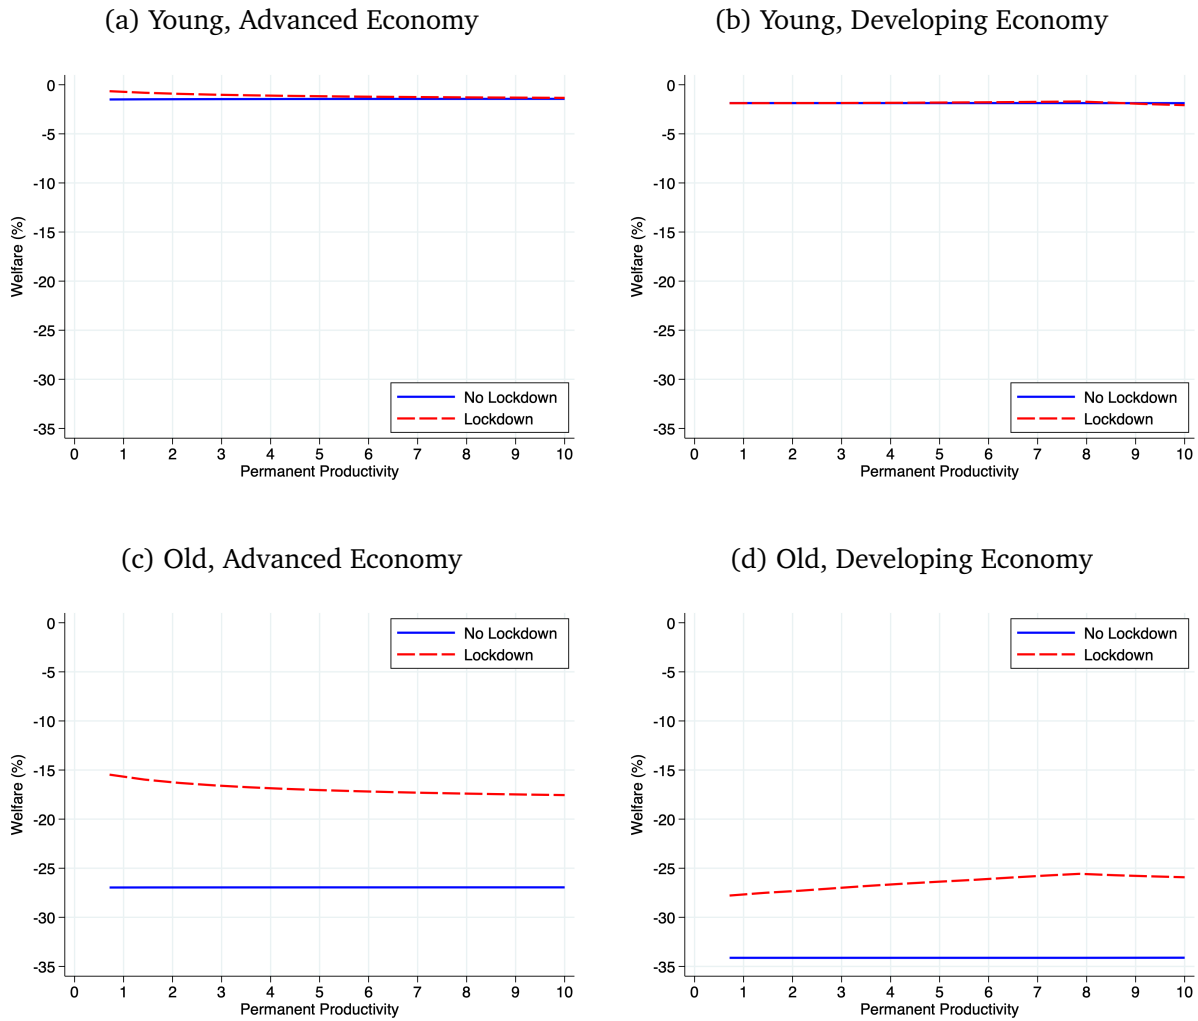 (a) Young, Advanced Economy
0
-5
-10
-15
-20
-25
-30
-35
Welfare (%)
No Lockdown
Lockdown
0 1 2 3 4 5 6 7 8 9 10
Permanent Productivity
(b) Young, Developing Economy
0
-5
-10
-15
-20
-25
-30
-35
Welfare (%)
No Lockdown
Lockdown
0 1 2 3 4 5 6 7 8 9 10
Permanent Productivity
(c) Old, Advanced Economy
0
-5
-10
-15
-20
-25
-30
-35
Welfare (%)
No Lockdown
Lockdown
0 1 2 3 4 5 6 7 8 9 10
Permanent Productivity
(d) Old, Developing Economy
0
-5
-10
-15
-20
-25
-30
-35
Welfare (%)
No Lockdown
Lockdown
0 1 2 3 4 5 6 7 8 9 10
Permanent Productivity